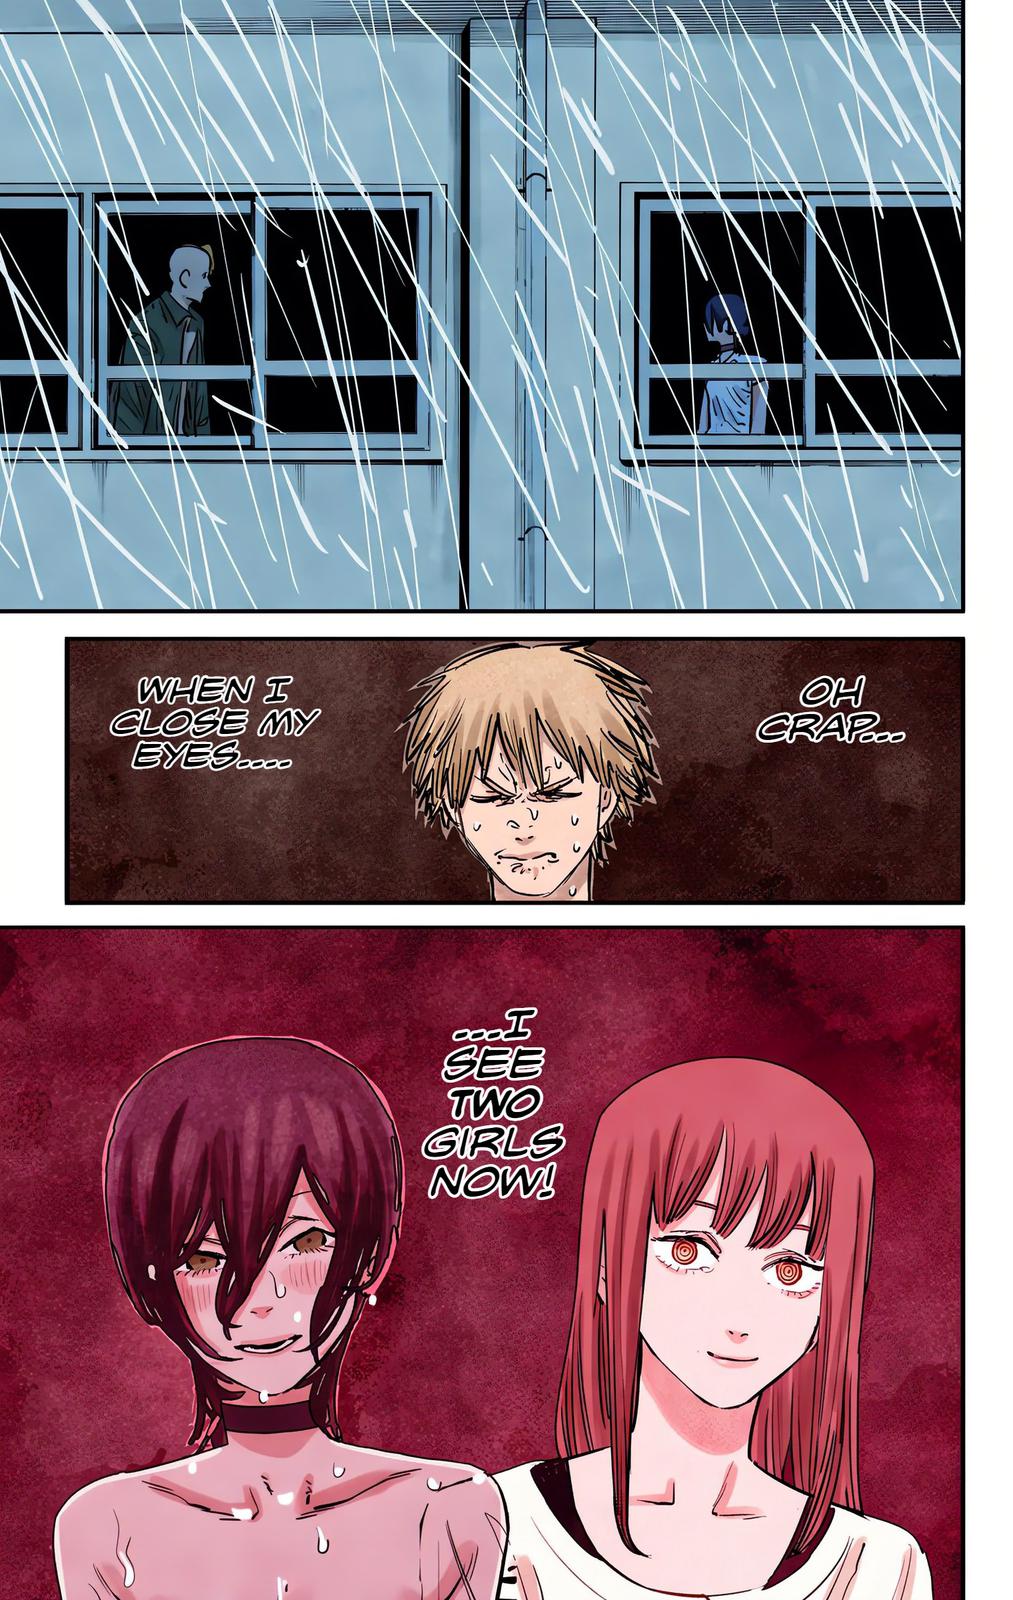 OH
CRAP...
WHEN I
CLOSE MY
EYES....
...I
SEE
TWO
GIRLS
NOW!